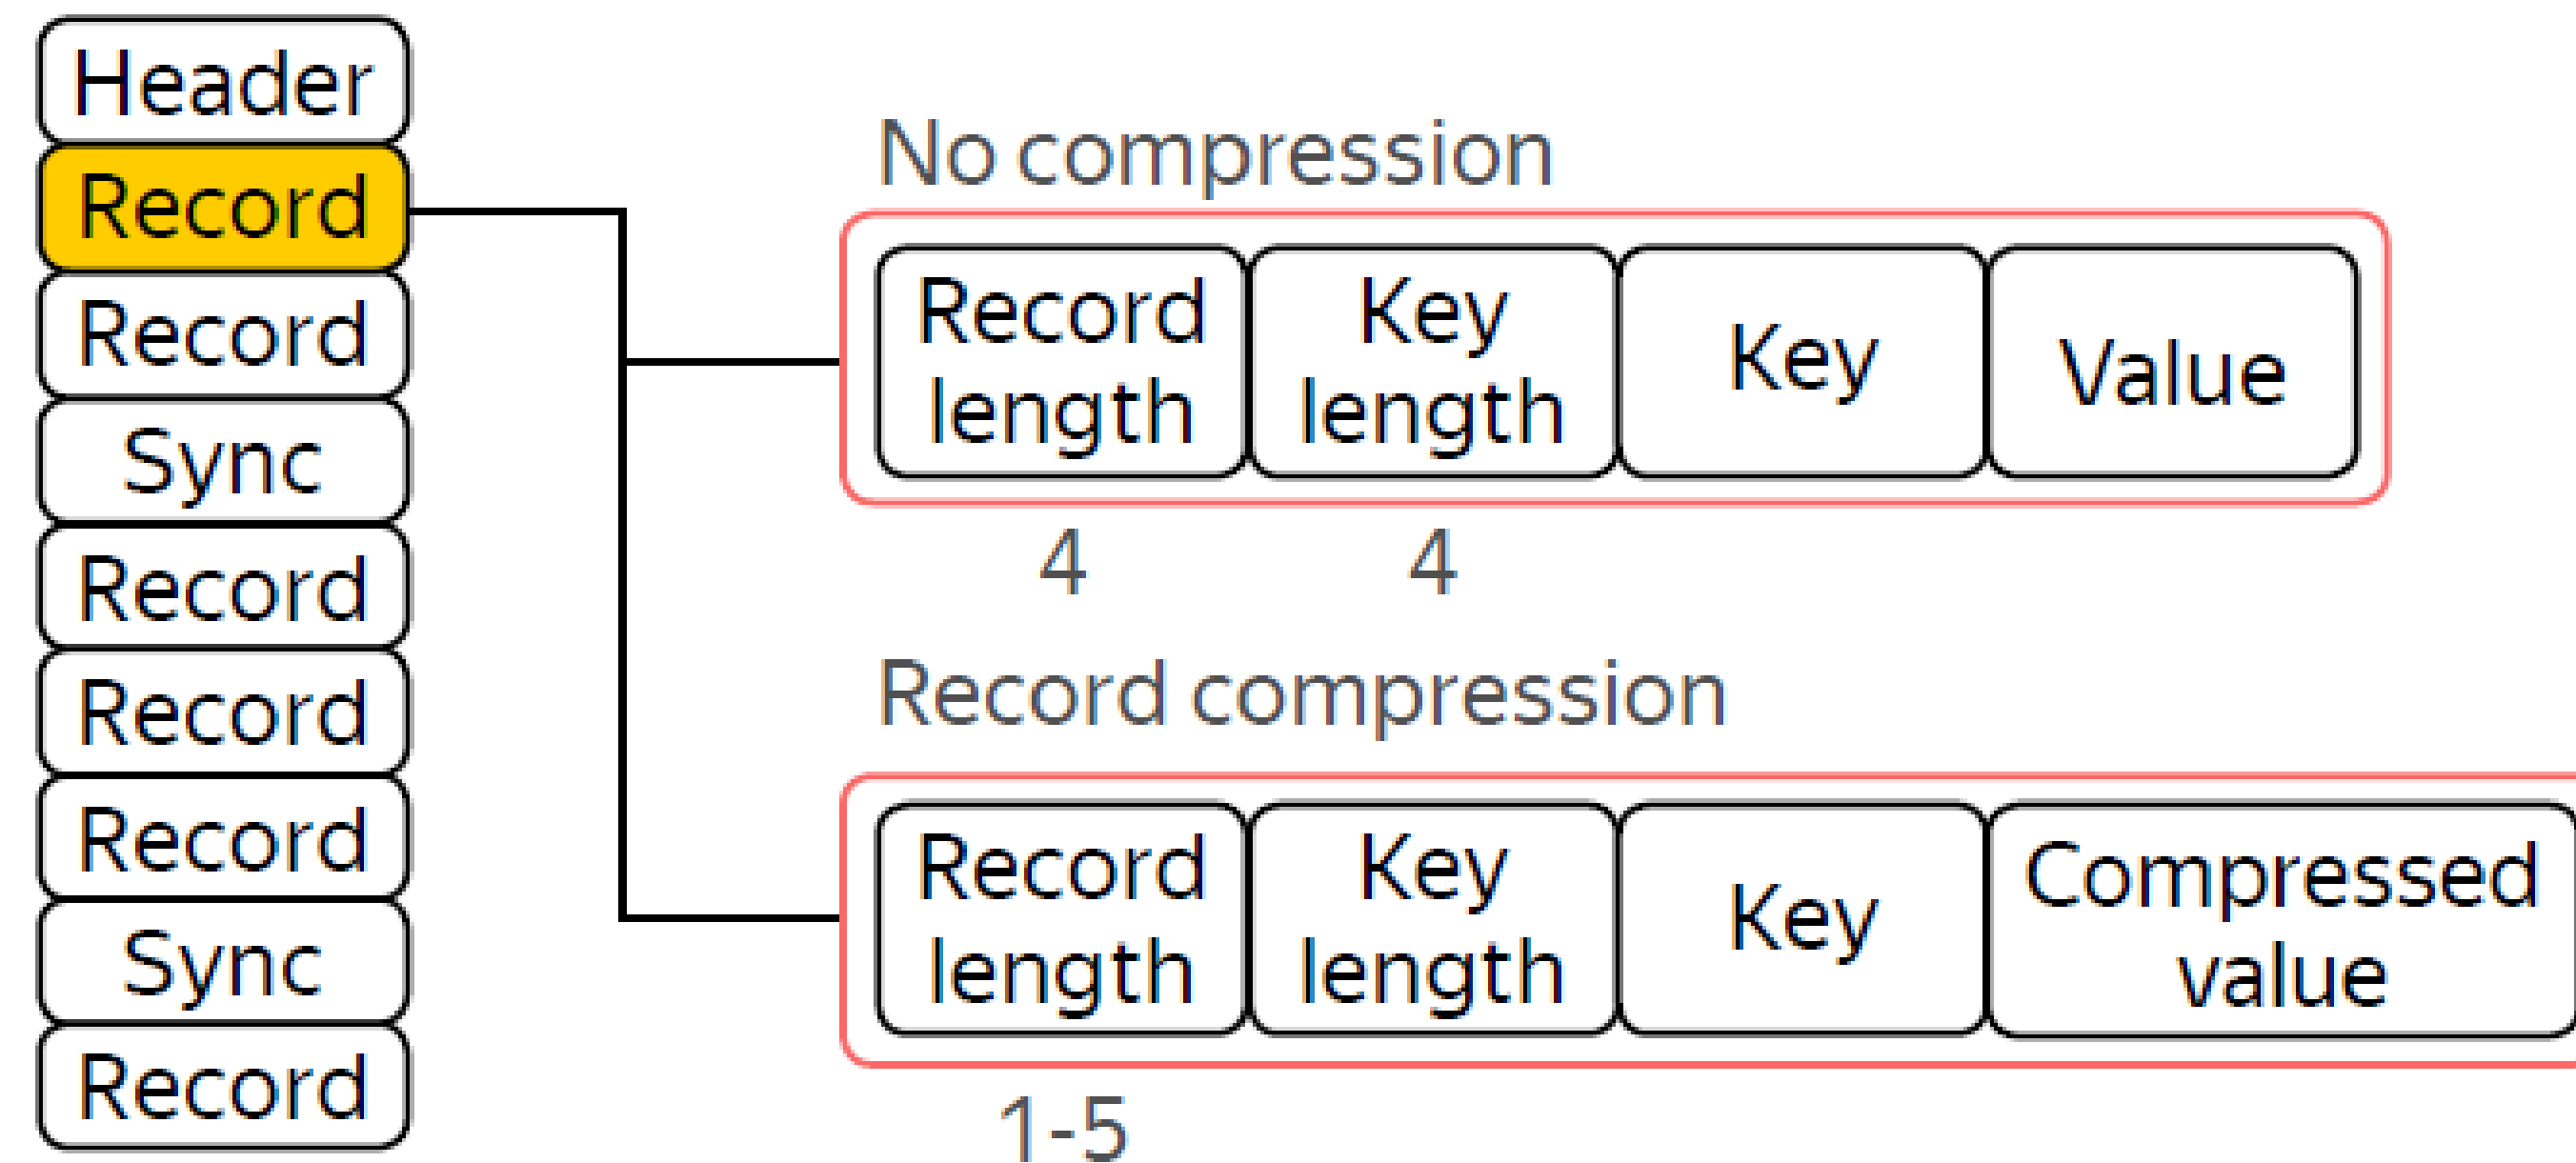 Header
Record
Record
Sync
Record
Record
Record
Sync
Record
No compression
Record length
Key length
Key
Value
4
4
Record compression
Record length
Key length
Key
Compressed value
1-5